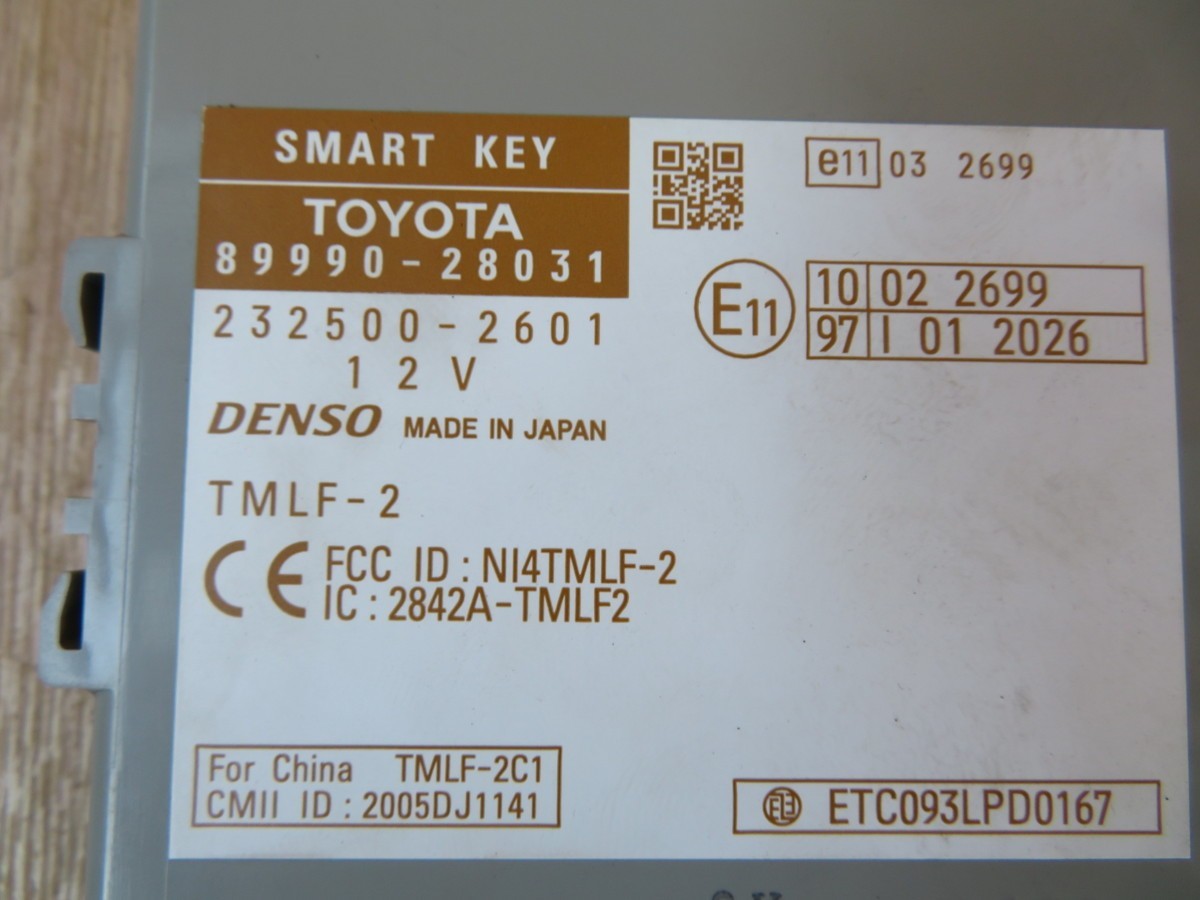 SMART KEY
TOYOTA
89990-28031
232500-2601
12V
DENSO MADE IN JAPAN
TMLF-2
CE FCC ID : NI4TMLF-2
IC : 2842A-TMLF2
For China TMLF-2C1
CMII ID : 2005DJ1141
e11 03 2699
E11
10 02 2699
97 I 01 2026
ETC093LPD0167